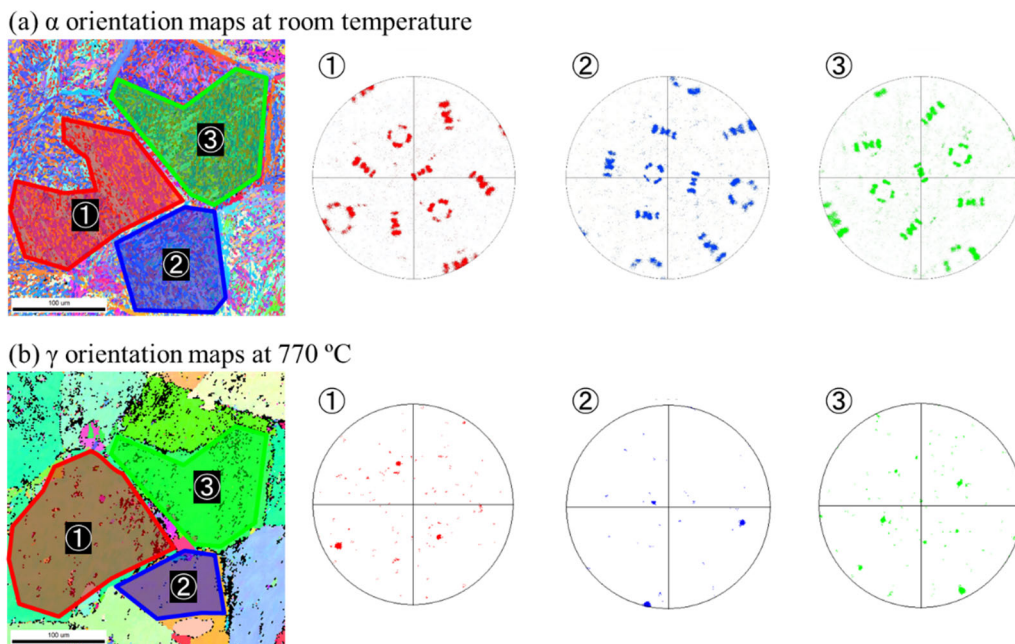 (a) α orientation maps at room temperature
① ② ③
③
①
②
100 um
(b) γ orientation maps at 770 ºC
① ② ③
③
①
②
100 um